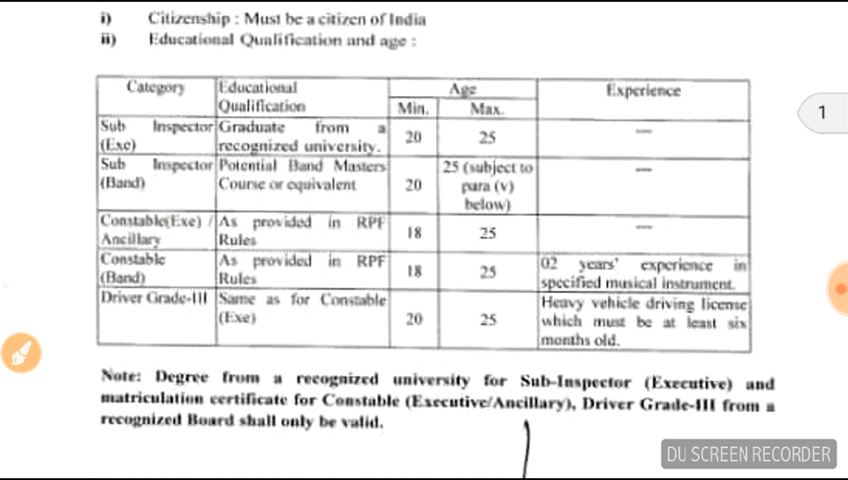 i) Citizenship : Must be a citizen of India
ii) Educational Qualification and age :
Category Educational Qualification Age Experience
Min. Max.
Sub Inspector Graduate from a
(Exe) recognized university. 20 25 —
Sub Inspector Potential Band Masters
(Band) Course or equivalent 20 25 (subject to para (v) below) —
Constable(Exe) / As provided in RPF
Ancillary Rules 18 25 —
Constable As provided in RPF
(Band) Rules 18 25 02 years' experience in specified musical instrument.
Driver Grade-III Same as for Constable
(Exe) 20 25 Heavy vehicle driving license which must be at least six months old.
Note: Degree from a recognized university for Sub-Inspector (Executive) and
matriculation certificate for Constable (Executive/Ancillary), Driver Grade-III from a
recognized Board shall only be valid.
1
DU SCREEN RECORDER